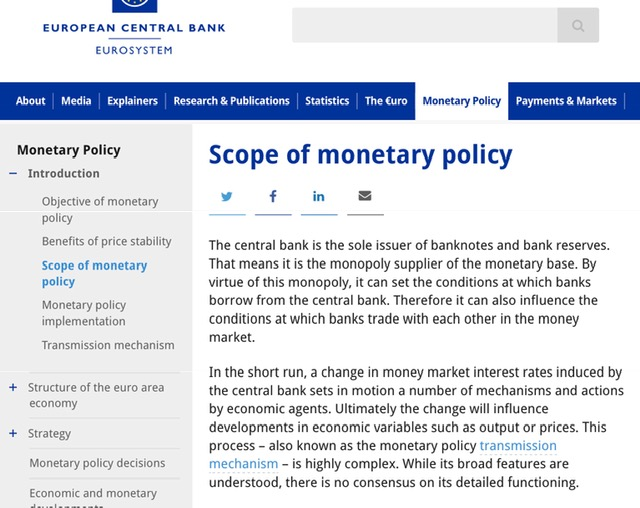 EUROPEAN CENTRAL BANK
EUROSYSTEM
About
Media
Explainers
Research & Publications
Statistics
The €uro
Monetary Policy
Payments & Markets
Monetary Policy
− Introduction
Objective of monetary
policy
Benefits of price stability
Scope of monetary
policy
Monetary policy
implementation
Transmission mechanism
+ Structure of the euro area
economy
+ Strategy
Monetary policy decisions
Economic and monetary
developments
Scope of monetary policy
The central bank is the sole issuer of banknotes and bank reserves.
That means it is the monopoly supplier of the monetary base. By
virtue of this monopoly, it can set the conditions at which banks
borrow from the central bank. Therefore it can also influence the
conditions at which banks trade with each other in the money
market.
In the short run, a change in money market interest rates induced by
the central bank sets in motion a number of mechanisms and actions
by economic agents. Ultimately the change will influence
developments in economic variables such as output or prices. This
process – also known as the monetary policy transmission
mechanism – is highly complex. While its broad features are
understood, there is no consensus on its detailed functioning.